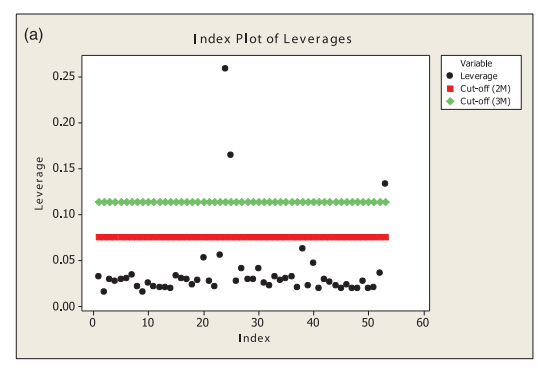 (a)
Index Plot of Leverages
Variable
Leverage
Cut-off (2M)
Cut-off (3M)
Leverage
0.25
0.20
0.15
0.10
0.05
0.00
0
10
20
30
40
50
60
Index